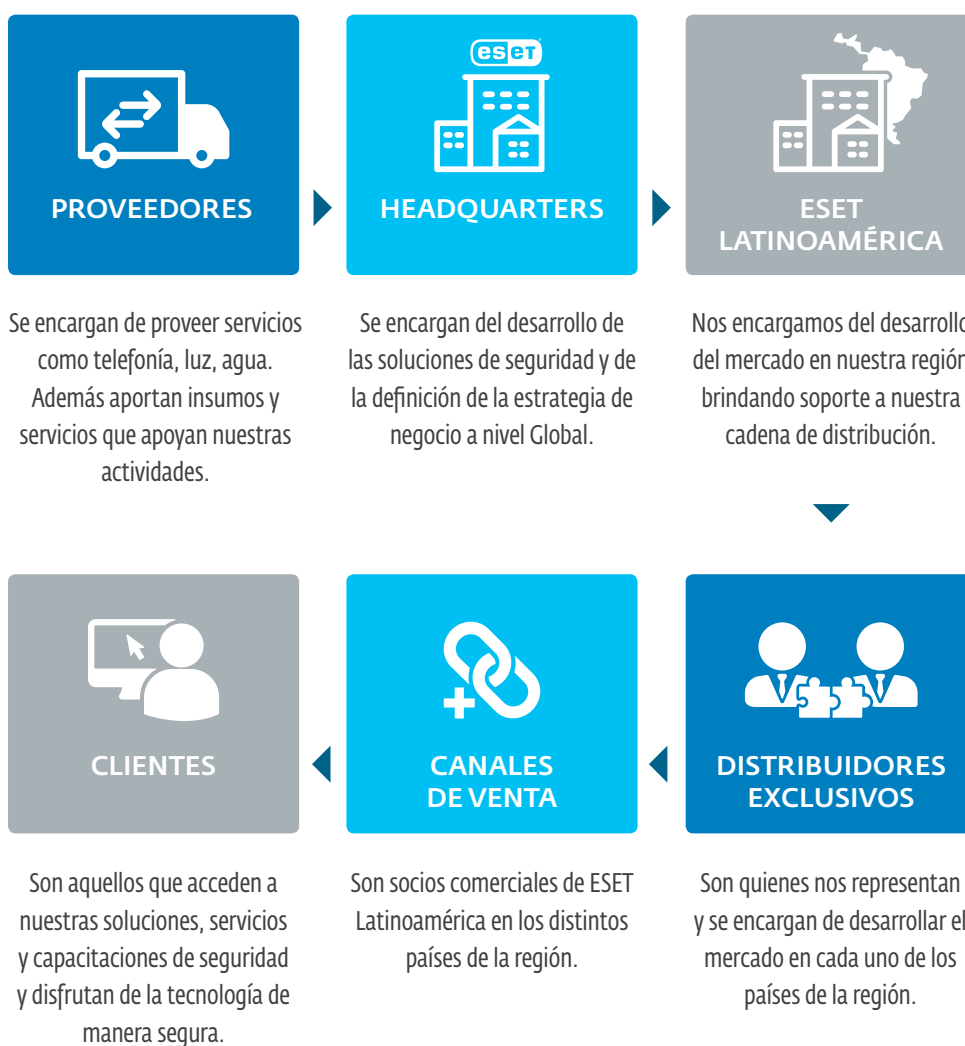 eset
PROVEEDORES
HEADQUARTERS
ESET
LATINOAMÉRICA
Se encargan de proveer servicios
como telefonía, luz, agua.
Además aportan insumos y
servicios que apoyan nuestras
actividades.
Se encargan del desarrollo de
las soluciones de seguridad y de
la definición de la estrategia de
negocio a nivel Global.
Nos encargamos del desarrollo
del mercado en nuestra región
brindando soporte a nuestra
cadena de distribución.
CLIENTES
CANALES
DE VENTA
DISTRIBUIDORES
EXCLUSIVOS
Son aquellos que acceden a
nuestras soluciones, servicios
y capacitaciones de seguridad
y disfrutan de la tecnología de
manera segura.
Son socios comerciales de ESET
Latinoamérica en los distintos
países de la región.
Son quienes nos representan
y se encargan de desarrollar el
mercado en cada uno de los
países de la región.